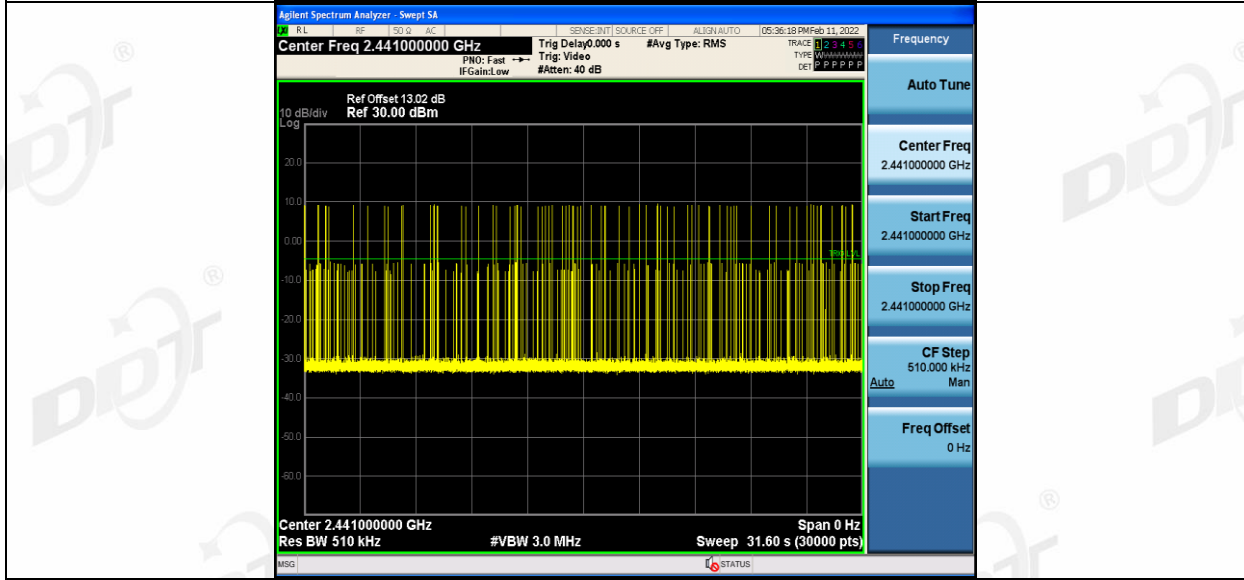 Agilent Spectrum Analyzer - Swept SA
RL RF 50 Ω AC SENSE:INT SOURCE OFF ALIGN AUTO 05:36:18 PM Feb 11, 2022
Center Freq 2.441000000 GHz
Trig Delay0.000 s #Avg Type: RMS
TRACE 1 2 3 4 5 6
PNO: Fast Trig: Video
TYPE WWWWWW
IFGain:Low #Atten: 40 dB
DET P P P P P P
Ref Offset 13.02 dB
10 dB/div Ref 30.00 dBm
Log
20.0
10.0
0.00
-10.0
-20.0
-30.0
-40.0
-50.0
-60.0
Center 2.441000000 GHz Span 0 Hz
Res BW 510 kHz #VBW 3.0 MHz Sweep 31.60 s (30000 pts)
MSG STATUS
Frequency
Auto Tune
Center Freq
2.441000000 GHz
Start Freq
2.441000000 GHz
Stop Freq
2.441000000 GHz
CF Step
510.000 kHz
Auto Man
Freq Offset
0 Hz
DDT
®
DDT
®
DDT
®
DDT
®